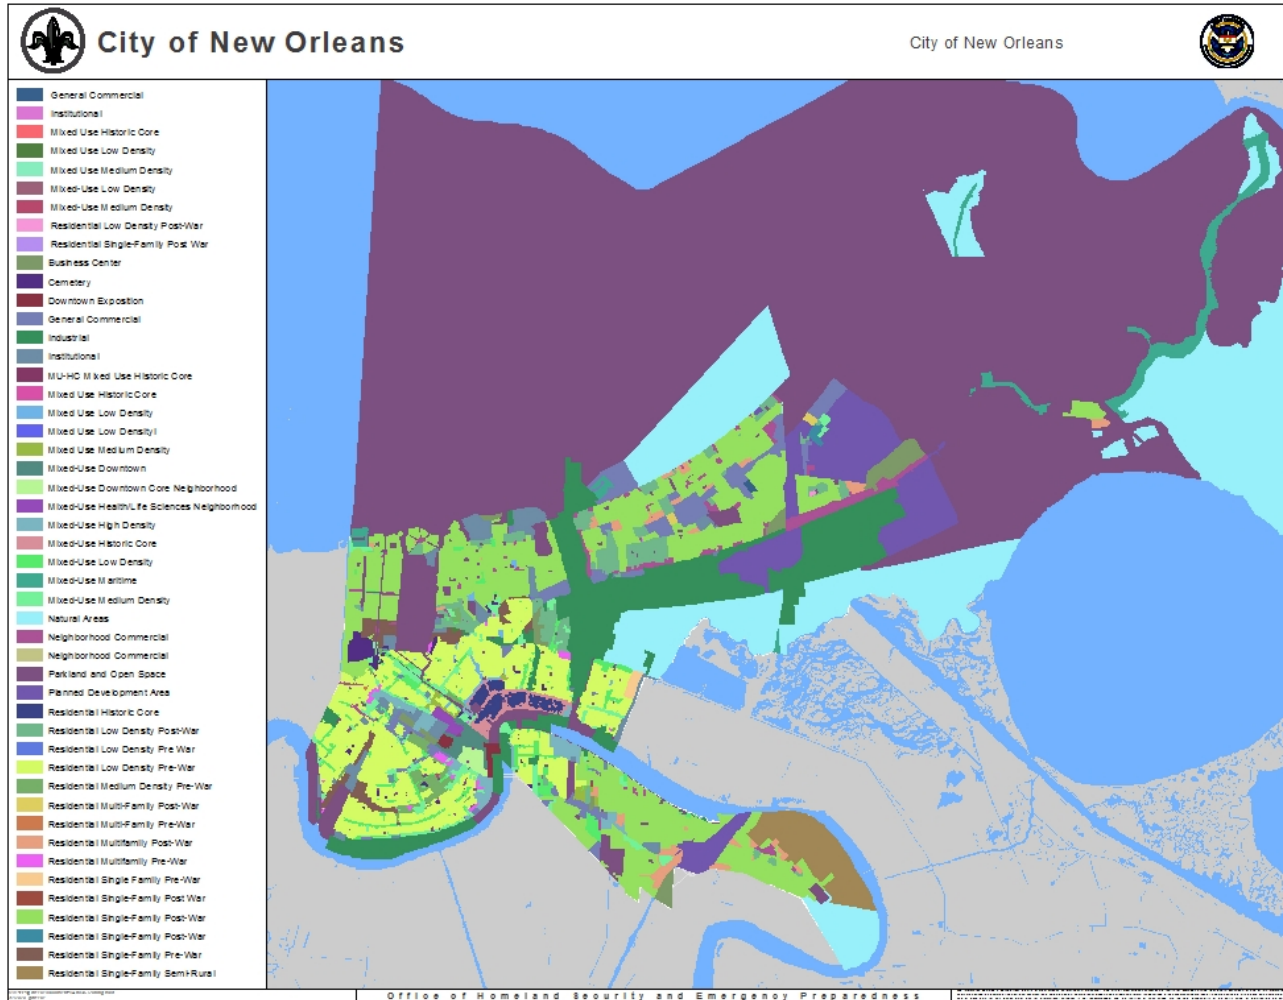 City of New Orleans
City of New Orleans
General Commercial
Institutional
Mixed Use Historic Core
Mixed Use Low Density
Mixed Use Medium Density
Mixed-Use Low Density
Mixed-Use Medium Density
Residential Low Density Post-War
Residential Single-Family Post War
Business Center
Cemetery
Downtown Exposition
General Commercial
Industrial
Institutional
MU-HC Mixed Use Historic Core
Mixed Use Historic Core
Mixed Use Low Density
Mixed Use Low Densityl
Mixed Use Medium Density
Mixed-Use Downtown
Mixed-Use Downtown Core Neighborhood
Mixed-Use Health/Life Sciences Neighborhood
Mixed-Use High Density
Mixed-Use Historic Core
Mixed-Use Low Density
Mixed-Use Maritime
Mixed-Use Medium Density
Natural Areas
Neighborhood Commercial
Neighborhood Commercial
Parkland and Open Space
Planned Development Area
Residential Historic Core
Residential Low Density Post-War
Residential Low Density Pre War
Residential Low Density Pre-War
Residential Medium Density Pre-War
Residential Multi-Family Post-War
Residential Multi-Family Pre-War
Residential Multifamily Post-War
Residential Multifamily Pre-War
Residential Single Family Pre-War
Residential Single-Family Post War
Residential Single-Family Post-War
Residential Single-Family Post-War
Residential Single-Family Pre-War
Residential Single-Family Semi-Rural
Office of Homeland Security and Emergency Preparedness